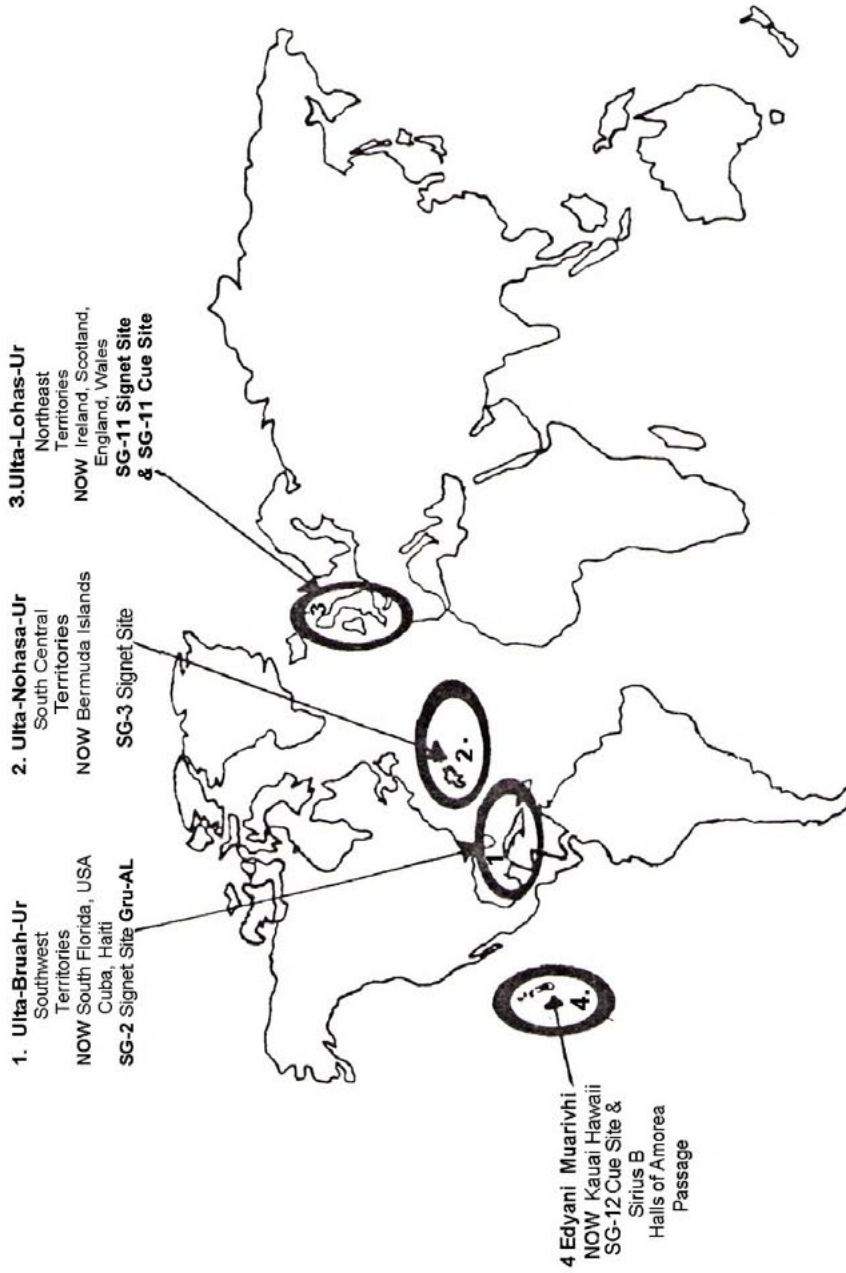 1. Ulta-Bruah-Ur
Southwest
Territories
NOW South Florida, USA
Cuba, Haiti
SG-2 Signet Site Gru-AL
2. Ulta-Nohasa-Ur
South Central
Territories
NOW Bermuda Islands
SG-3 Signet Site
3.Ulta-Lohas-Ur
Northeast
Territories
NOW Ireland, Scotland,
England, Wales
SG-11 Signet Site
& SG-11 Cue Site
4 Edyani Muarivhi
NOW Kauai Hawaii
SG-12 Cue Site &
Sirius B
Halls of Amorea
Passage
1.
2.
3
4.